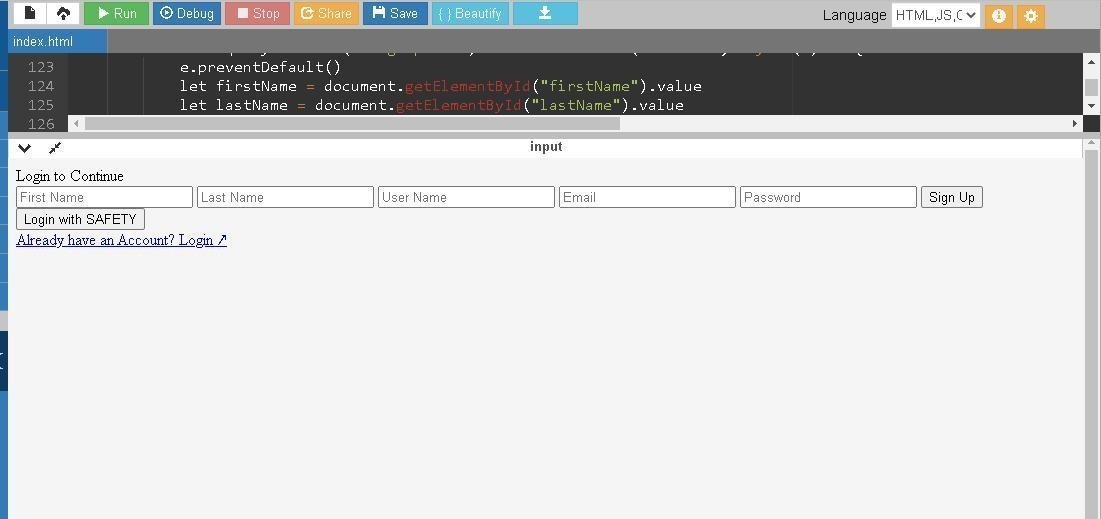 Run Debug Stop Share Save { } Beautify Language HTML,JS,C
index.html
123 e.preventDefault()
124 let firstName = document.getElementById("firstName").value
125 let lastName = document.getElementById("lastName").value
126
input
Login to Continue
First Name Last Name User Name Email Password Sign Up
Login with SAFETY
Already have an Account? Login ↗